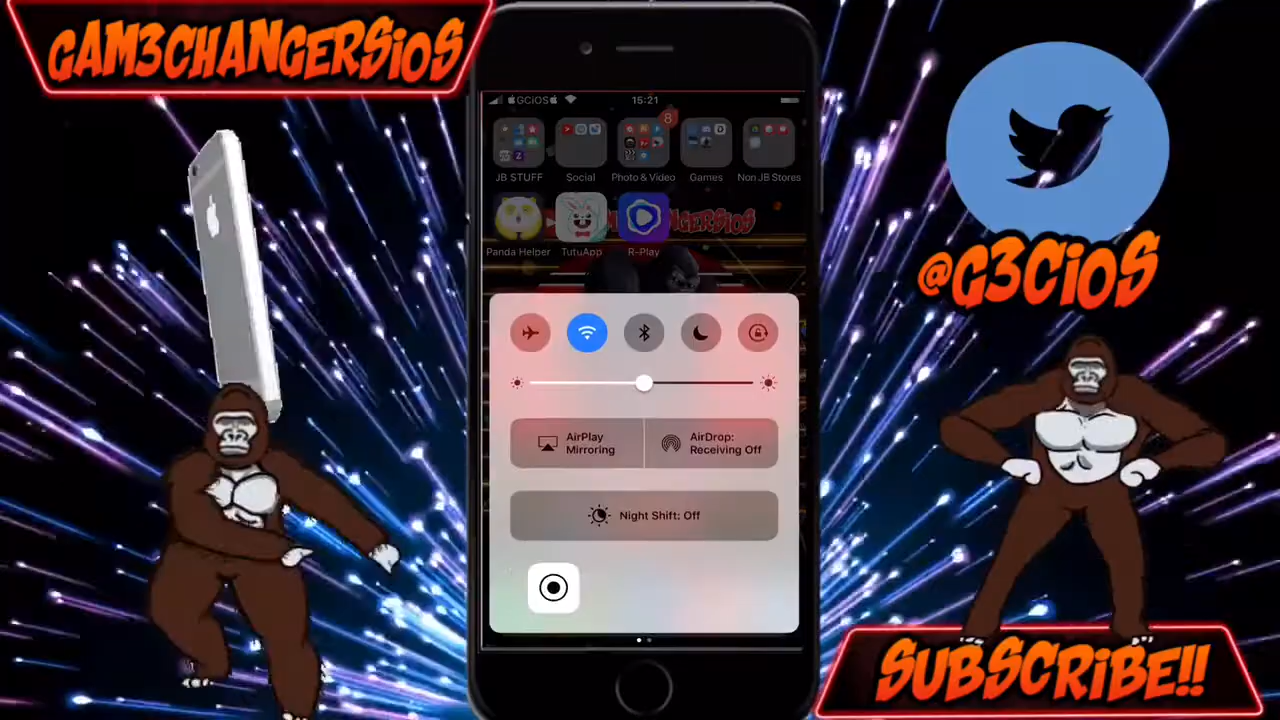 GAM3CHANGERSiOS
GCiOS
15:21
8
JB STUFF
Social
Photo & Video
Games
Non JB Stores
Panda Helper
TutuApp
R-Play
AirPlay
Mirroring
AirDrop:
Receiving Off
Night Shift: Off
@G3CiOS
SUBSCRiBE!!